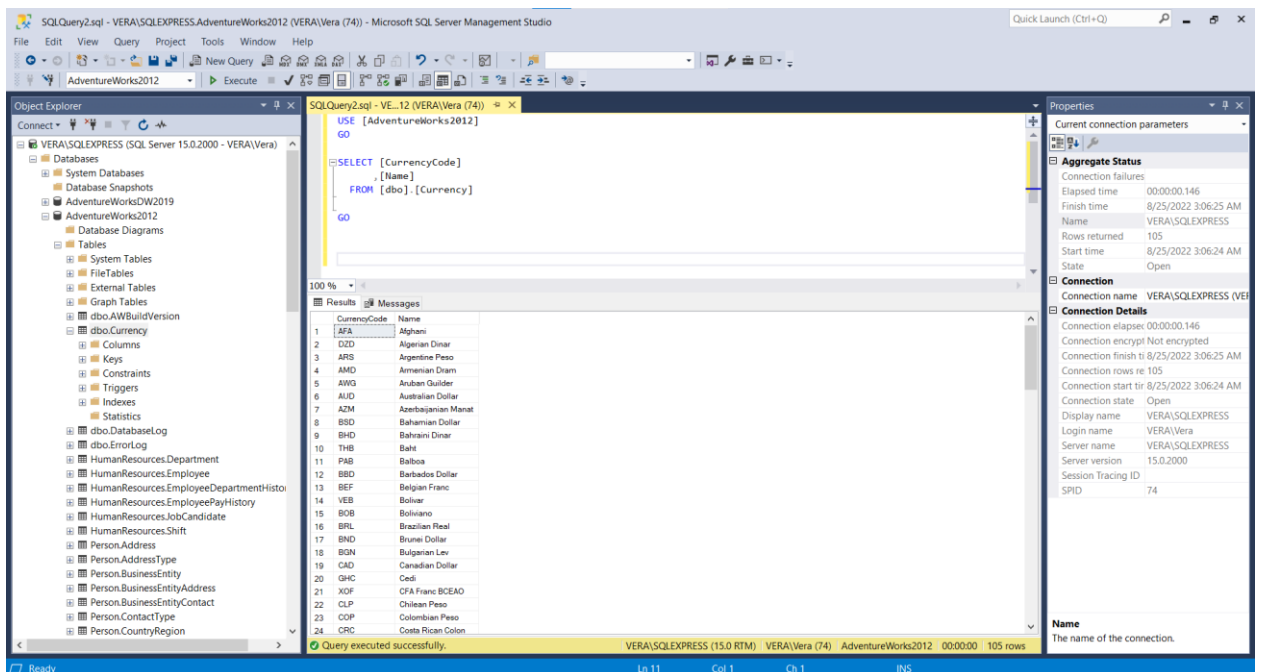 SQLQuery2.sql - VERA\SQLEXPRESS.AdventureWorks2012 (VERA\Vera (74)) - Microsoft SQL Server Management Studio
Quick Launch (Ctrl+Q)
File Edit View Query Project Tools Window Help
New Query
AdventureWorks2012 Execute
Object Explorer
Connect
VERA\SQLEXPRESS (SQL Server 15.0.2000 - VERA\Vera)
Databases
System Databases
Database Snapshots
AdventureWorksDW2019
AdventureWorks2012
Database Diagrams
Tables
System Tables
FileTables
External Tables
Graph Tables
dbo.AWBuildVersion
dbo.Currency
Columns
Keys
Constraints
Triggers
Indexes
Statistics
dbo.DatabaseLog
dbo.ErrorLog
HumanResources.Department
HumanResources.Employee
HumanResources.EmployeeDepartmentHisto
HumanResources.EmployeePayHistory
HumanResources.JobCandidate
HumanResources.Shift
Person.Address
Person.AddressType
Person.BusinessEntity
Person.BusinessEntityAddress
Person.BusinessEntityContact
Person.ContactType
Person.CountryRegion
SQLQuery2.sql - VE...12 (VERA\Vera (74))
USE [AdventureWorks2012]
GO
SELECT [CurrencyCode]
,[Name]
FROM [dbo].[Currency]
GO
100 %
Results Messages
CurrencyCode Name
1 AFA Afghani
2 DZD Algerian Dinar
3 ARS Argentine Peso
4 AMD Armenian Dram
5 AWG Aruban Guilder
6 AUD Australian Dollar
7 AZM Azerbaijanian Manat
8 BSD Bahamian Dollar
9 BHD Bahraini Dinar
10 THB Baht
11 PAB Balboa
12 BBD Barbados Dollar
13 BEF Belgian Franc
14 VEB Bolivar
15 BOB Boliviano
16 BRL Brazilian Real
17 BND Brunei Dollar
18 BGN Bulgarian Lev
19 CAD Canadian Dollar
20 GHC Cedi
21 XOF CFA Franc BCEAO
22 CLP Chilean Peso
23 COP Colombian Peso
24 CRC Costa Rican Colon
Query executed successfully.
VERA\SQLEXPRESS (15.0 RTM) VERA\Vera (74) AdventureWorks2012 00:00:00 105 rows
Properties
Current connection parameters
Aggregate Status
Connection failures
Elapsed time 00:00:00.146
Finish time 8/25/2022 3:06:25 AM
Name VERA\SQLEXPRESS
Rows returned 105
Start time 8/25/2022 3:06:24 AM
State Open
Connection
Connection name VERA\SQLEXPRESS (VER
Connection Details
Connection elapsec 00:00:00.146
Connection encrypt Not encrypted
Connection finish ti 8/25/2022 3:06:25 AM
Connection rows re 105
Connection start tir 8/25/2022 3:06:24 AM
Connection state Open
Display name VERA\SQLEXPRESS
Login name VERA\Vera
Server name VERA\SQLEXPRESS
Server version 15.0.2000
Session Tracing ID
SPID 74
Name
The name of the connection.
Ready Ln 11 Col 1 Ch 1 INS